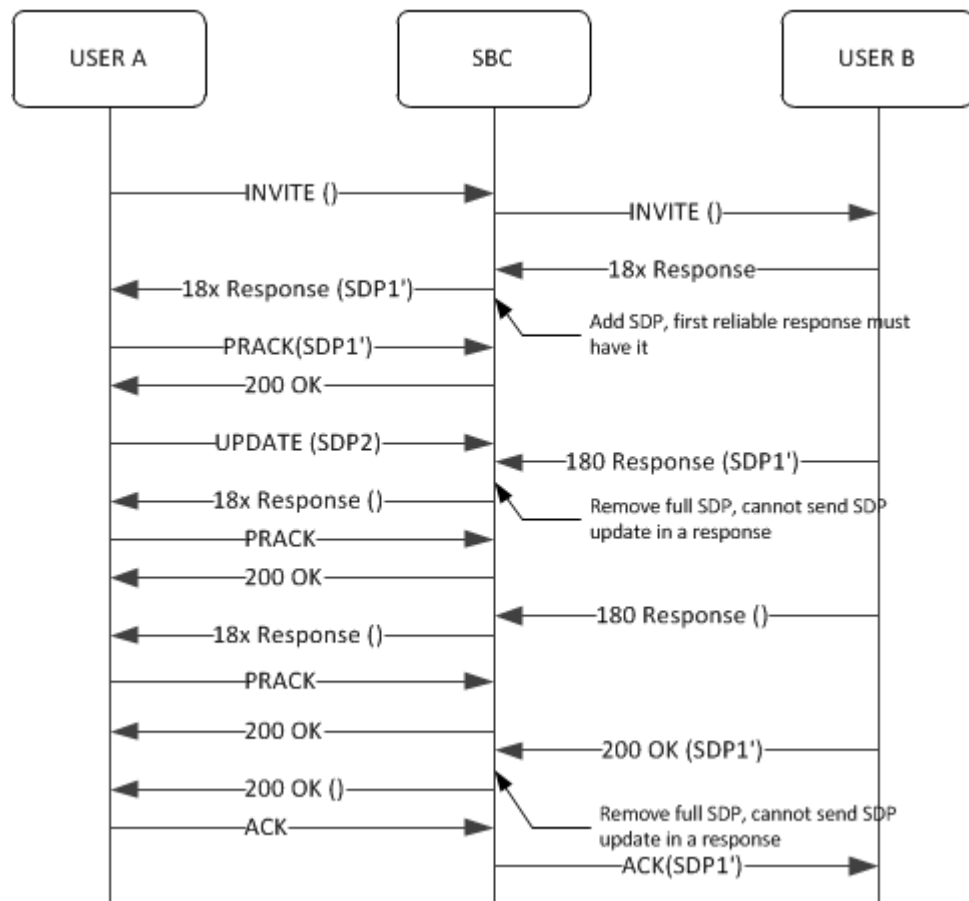 USER A
SBC
USER B
INVITE ()
INVITE ()
18x Response
18x Response (SDP1')
Add SDP, first reliable response must
have it
PRACK(SDP1')
200 OK
UPDATE (SDP2)
180 Response (SDP1')
18x Response ()
Remove full SDP, cannot send SDP
update in a response
PRACK
200 OK
180 Response ()
18x Response ()
PRACK
200 OK
200 OK (SDP1')
200 OK ()
Remove full SDP, cannot send SDP
update in a response
ACK
ACK(SDP1')